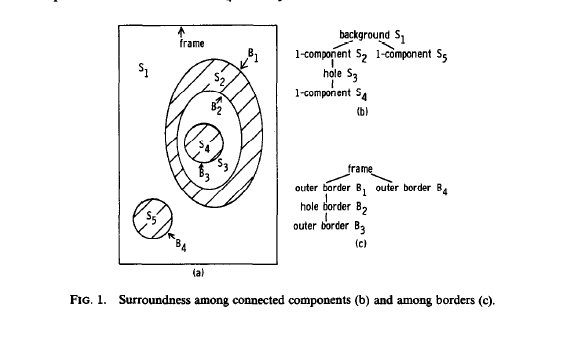 frame
S1
B1
S2
B2
S4
S3
B3
S5
B4
(a)
background S1
1-component S2 1-component S5
hole S3
1-component S4
(b)
frame
outer border B1 outer border B4
hole border B2
outer border B3
(c)
FIG. 1. Surroundness among connected components (b) and among borders (c).